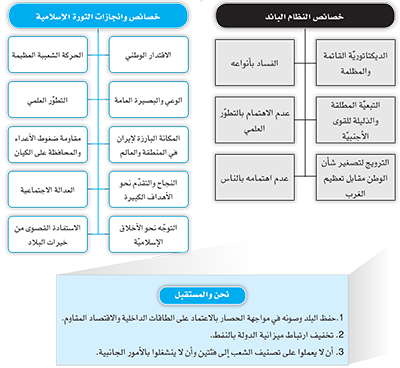 خصائص وانجازات الثورة الاسلامية
الاقتدار الوطني
الحركة الشعبية العظيمة
الوعي والبصيرة العامة
التطوّر العلمي
المكانة البارزة لإيران
في المنطقة والعالم
مقاومة ضغوط الأعداء
والمحافظة على الكيان
النجاح والتقدّم نحو
الأهداف الكبيرة
العدالة الاجتماعية
التوجّه نحو الأخلاق
الإسلاميّة
الاستفادة القصوى من
خيرات البلاد
خصائص النظام البائد
الديكتاتوريّة القاتمة
والمظلمة
الفساد بأنواعه
التبعيّة المطلقة
والذليلة للقوى
الأجنبيّة
عدم الاهتمام بالتطوّر
العلمي
الترويج لتصغير شأن
الوطن مقابل تعظيم
الغرب
عدم اهتمامه بالناس
نحن والمستقبل
1. حفظ البلد وصونه في مواجهة الحصار بالاعتماد على الطاقات الداخلية والاقتصاد المقاوم.
2. تخفيف ارتباط ميزانية الدولة بالنفط.
3. أن لا يعملوا على تصنيف الشعب إلى فئتين وأن لا ينشغلوا بالأمور الجانبية.